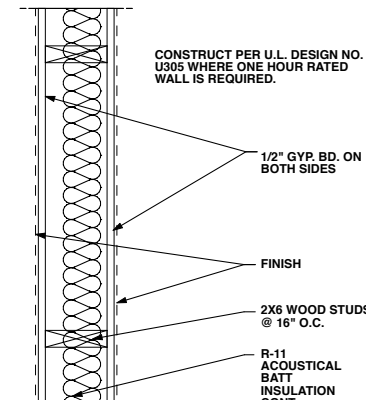 CONSTRUCT PER U.L. DESIGN NO.
U305 WHERE ONE HOUR RATED
WALL IS REQUIRED.
1/2" GYP. BD. ON
BOTH SIDES
FINISH
2X6 WOOD STUDS
@ 16" O.C.
R-11
ACOUSTICAL
BATT
INSULATION